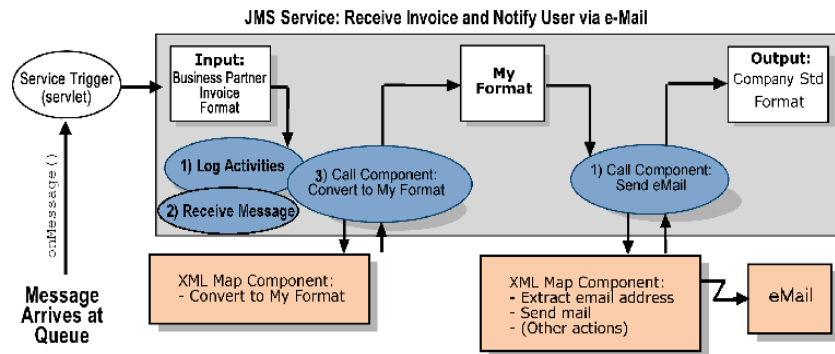 JMS Service: Receive Invoice and Notify User via e-Mail
Service Trigger
(servlet)
Input:
Business Partner
Invoice
Format
My
Format
Output:
Company Std
Format
1) Log Activities
2) Receive Message
3) Call Component:
Convert to My Format
1) Call Component:
Send eMail
onMessage()
Message
Arrives at
Queue
XML Map Component:
- Convert to My Format
XML Map Component:
- Extract email address
- Send mail
- (Other actions)
eMail